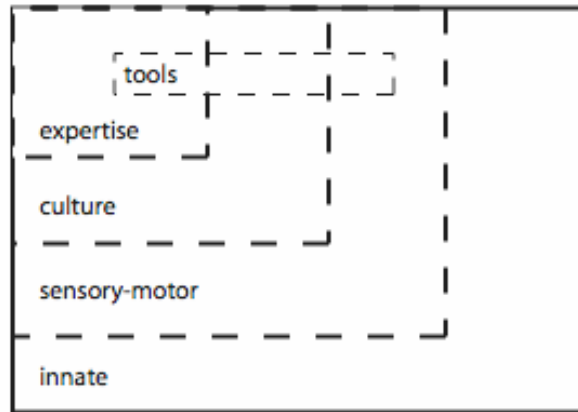 tools
expertise
culture
sensory-motor
innate